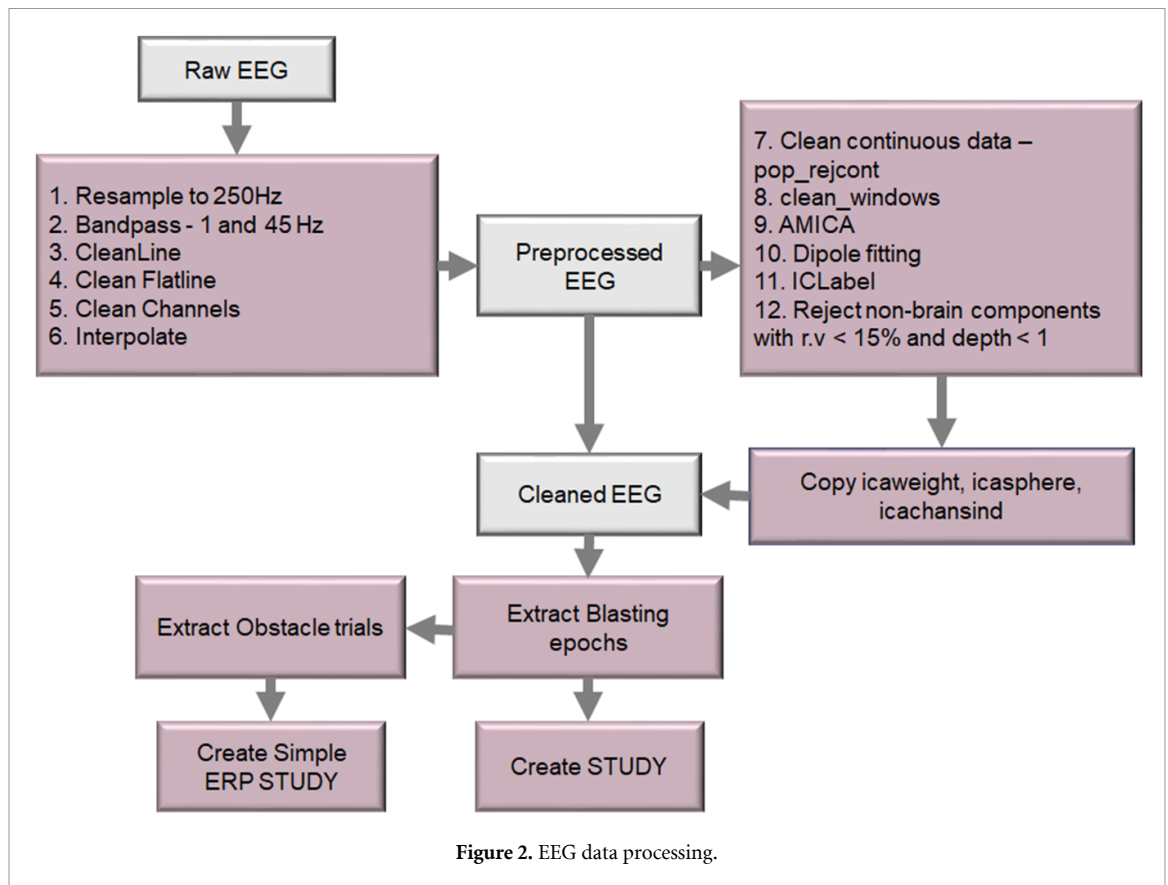 Raw EEG
1. Resample to 250Hz
2. Bandpass - 1 and 45 Hz
3. CleanLine
4. Clean Flatline
5. Clean Channels
6. Interpolate
Preprocessed
EEG
7. Clean continuous data –
pop_rejcont
8. clean_windows
9. AMICA
10. Dipole fitting
11. ICLabel
12. Reject non-brain components
with r.v < 15% and depth < 1
Copy icaweight, icasphere,
icachansind
Cleaned EEG
Extract Blasting
epochs
Extract Obstacle trials
Create Simple
ERP STUDY
Create STUDY
Figure 2. EEG data processing.